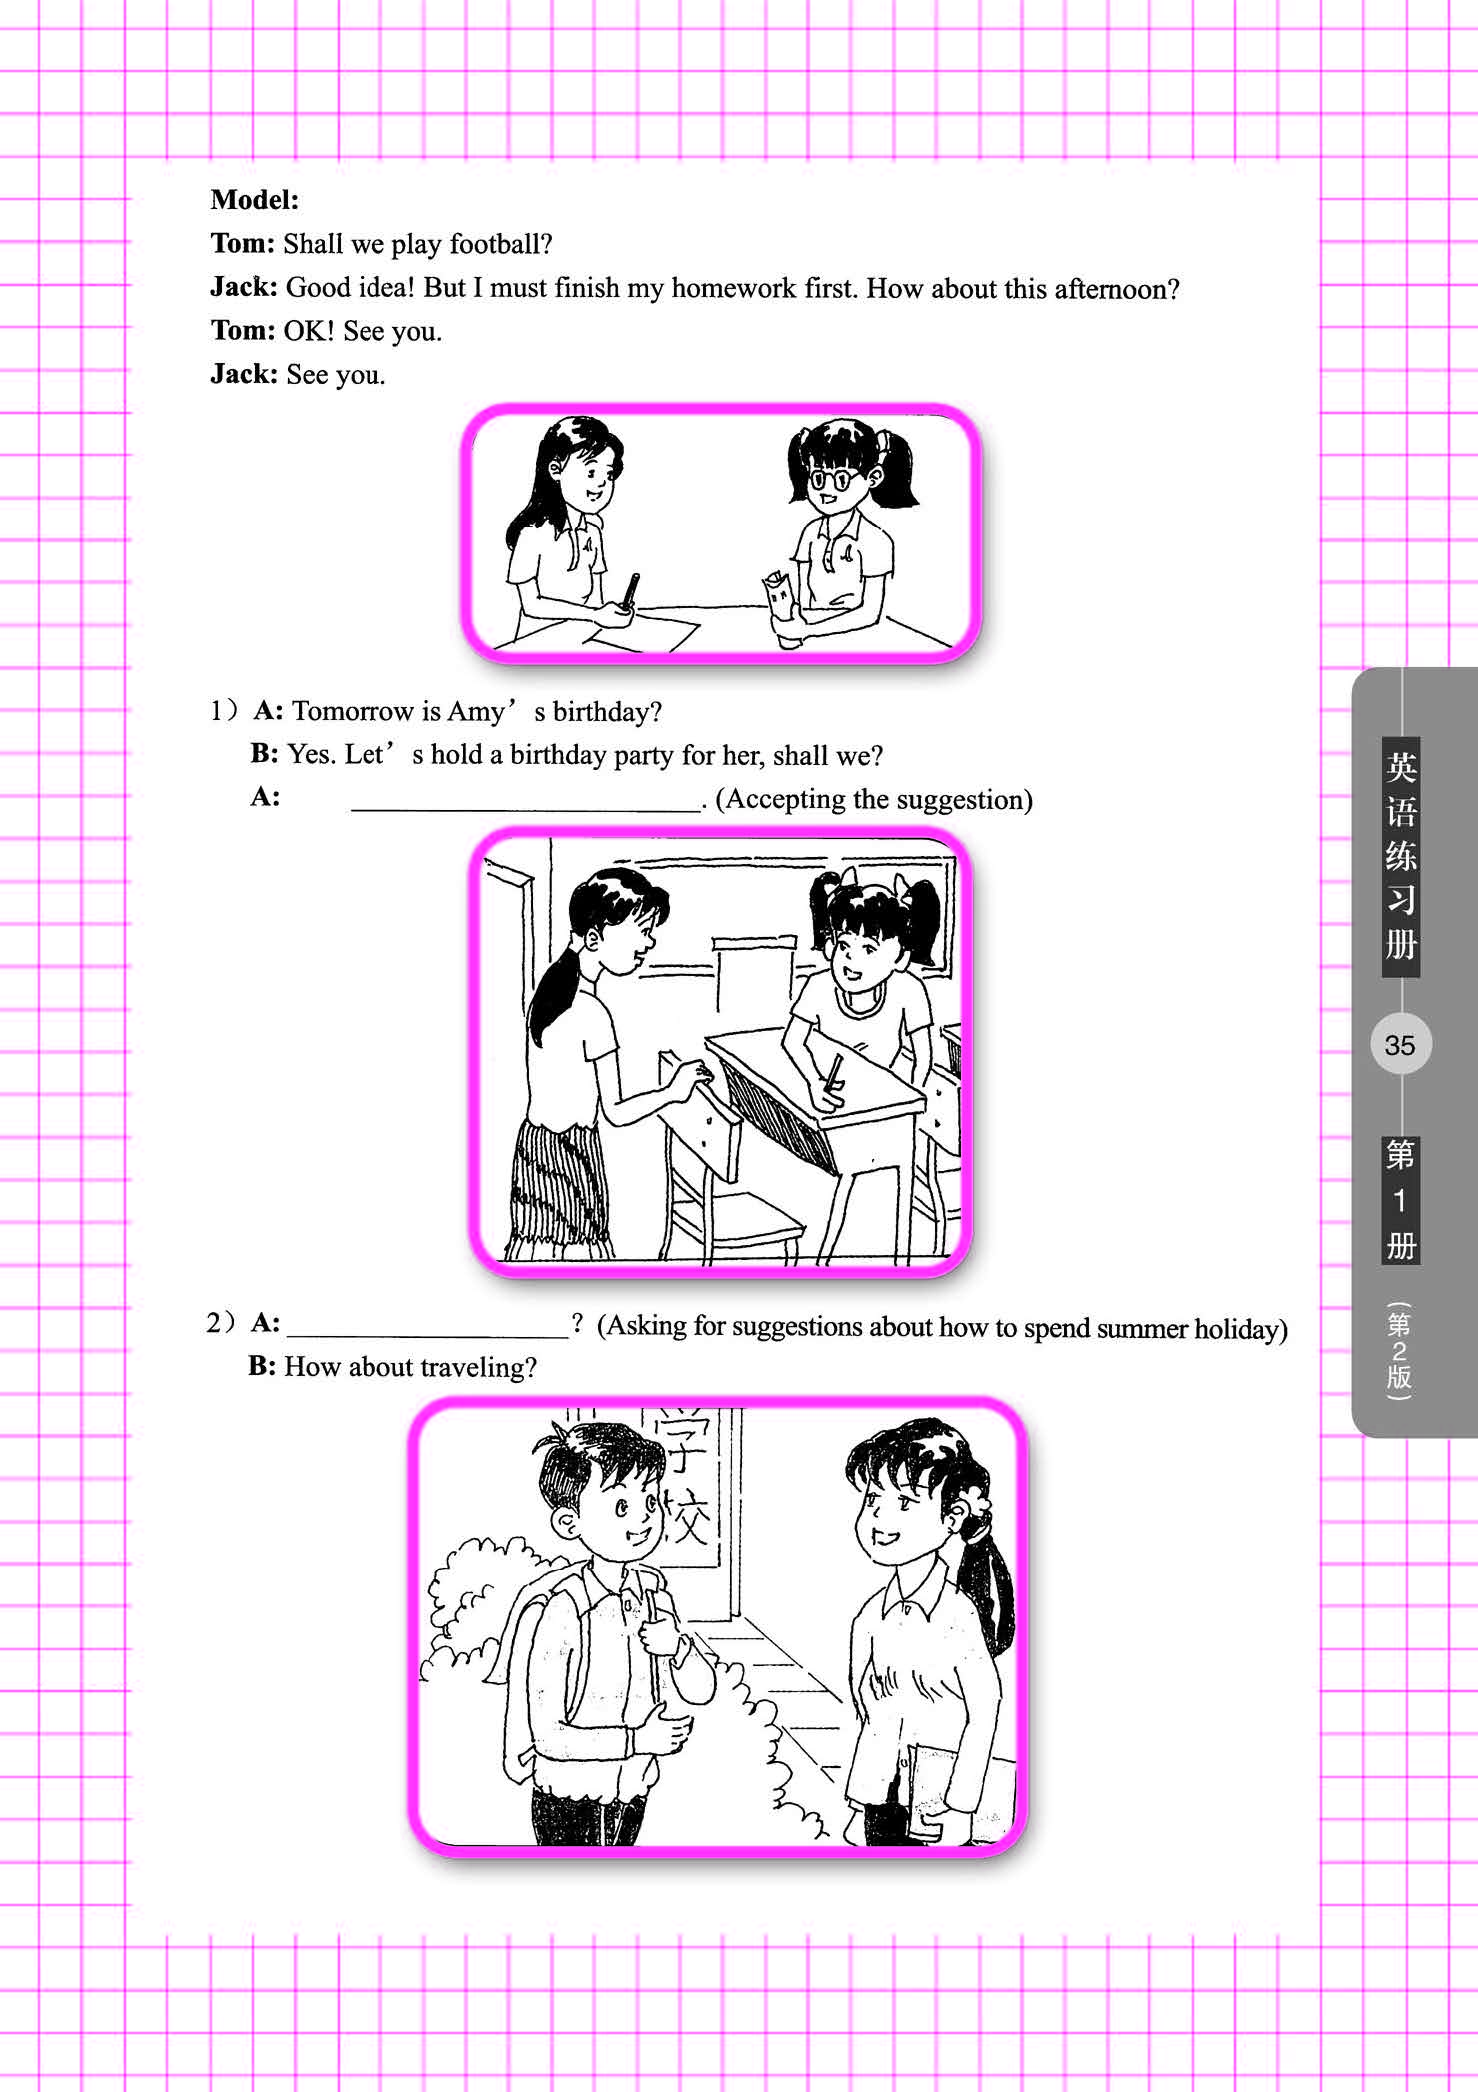 Model:
Tom: Shall we play football?
Jack: Good idea! But I must finish my homework first. How about this afternoon?
Tom: OK! See you.
Jack: See you.
1）A: Tomorrow is Amy’s birthday?
B: Yes. Let’s hold a birthday party for her, shall we?
A: ______________________. (Accepting the suggestion)
2）A: __________________? (Asking for suggestions about how to spend summer holiday)
B: How about traveling?
学校
英语练习册
35
第1册
(第2版)